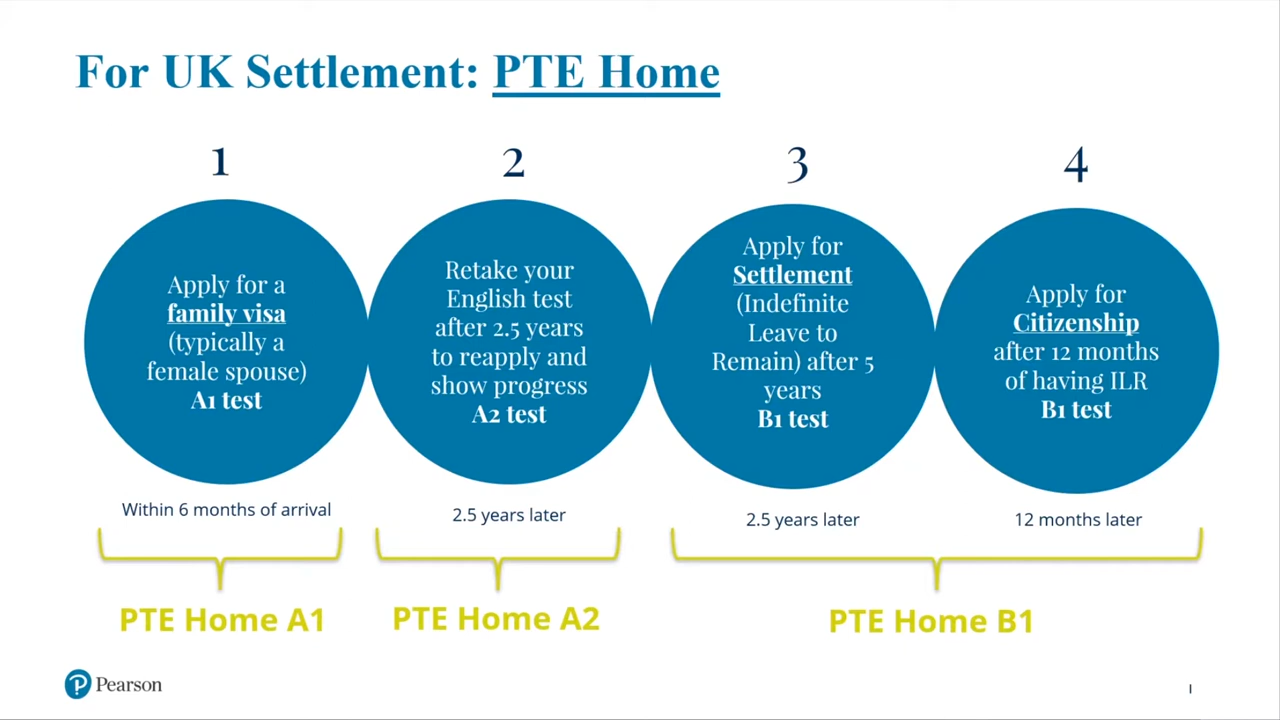 For UK Settlement: PTE Home
1
Apply for a
family visa
(typically a
female spouse)
A1 test
Within 6 months of arrival
PTE Home A1
2
Retake your
English test
after 2.5 years
to reapply and
show progress
A2 test
2.5 years later
PTE Home A2
3
Apply for
Settlement
(Indefinite
Leave to
Remain) after 5
years
B1 test
2.5 years later
4
Apply for
Citizenship
after 12 months
of having ILR
B1 test
12 months later
PTE Home B1
P Pearson
1